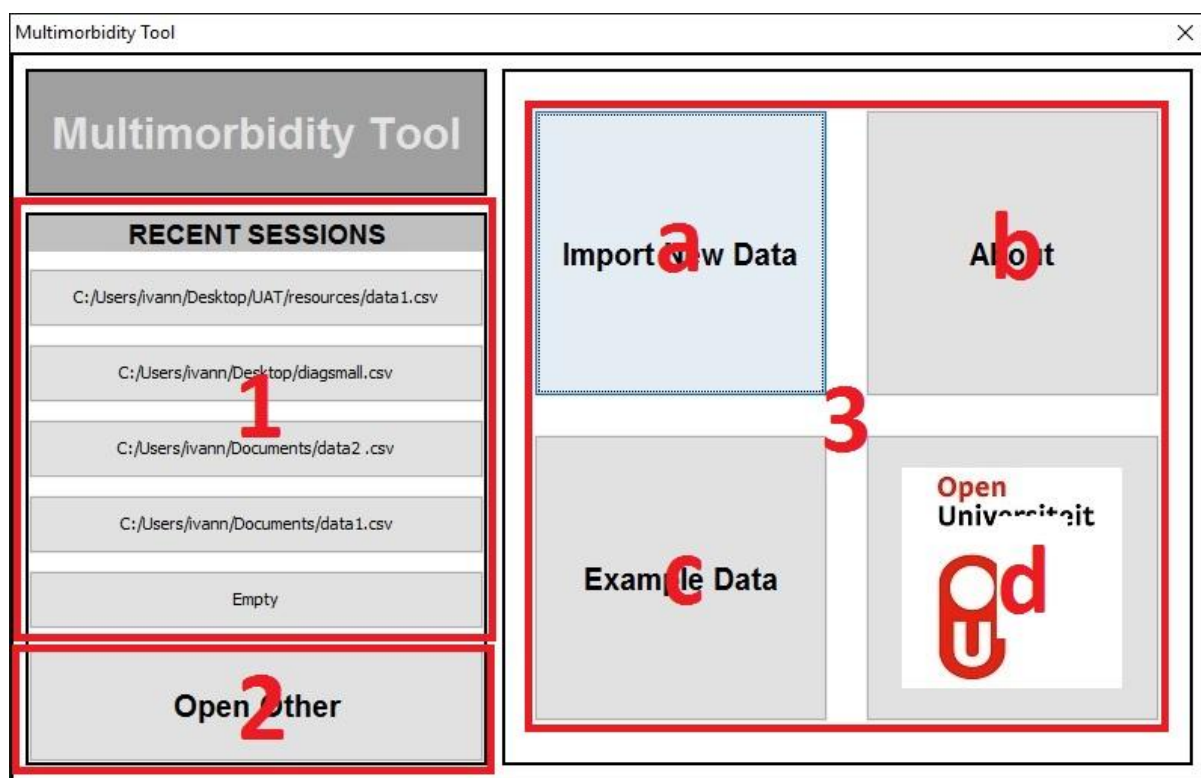 Multimorbidity Tool
Multimorbidity Tool
RECENT SESSIONS
C:/Users/ivann/Desktop/UAT/resources/data1.csv
C:/Users/ivann/Desktop/diagsmall.csv
1
C:/Users/ivann/Documents/data2 .csv
C:/Users/ivann/Documents/data1.csv
Empty
Open Other
2
Import New Data
a
About
b
3
Example Data
c
Open
Universiteit
d
U